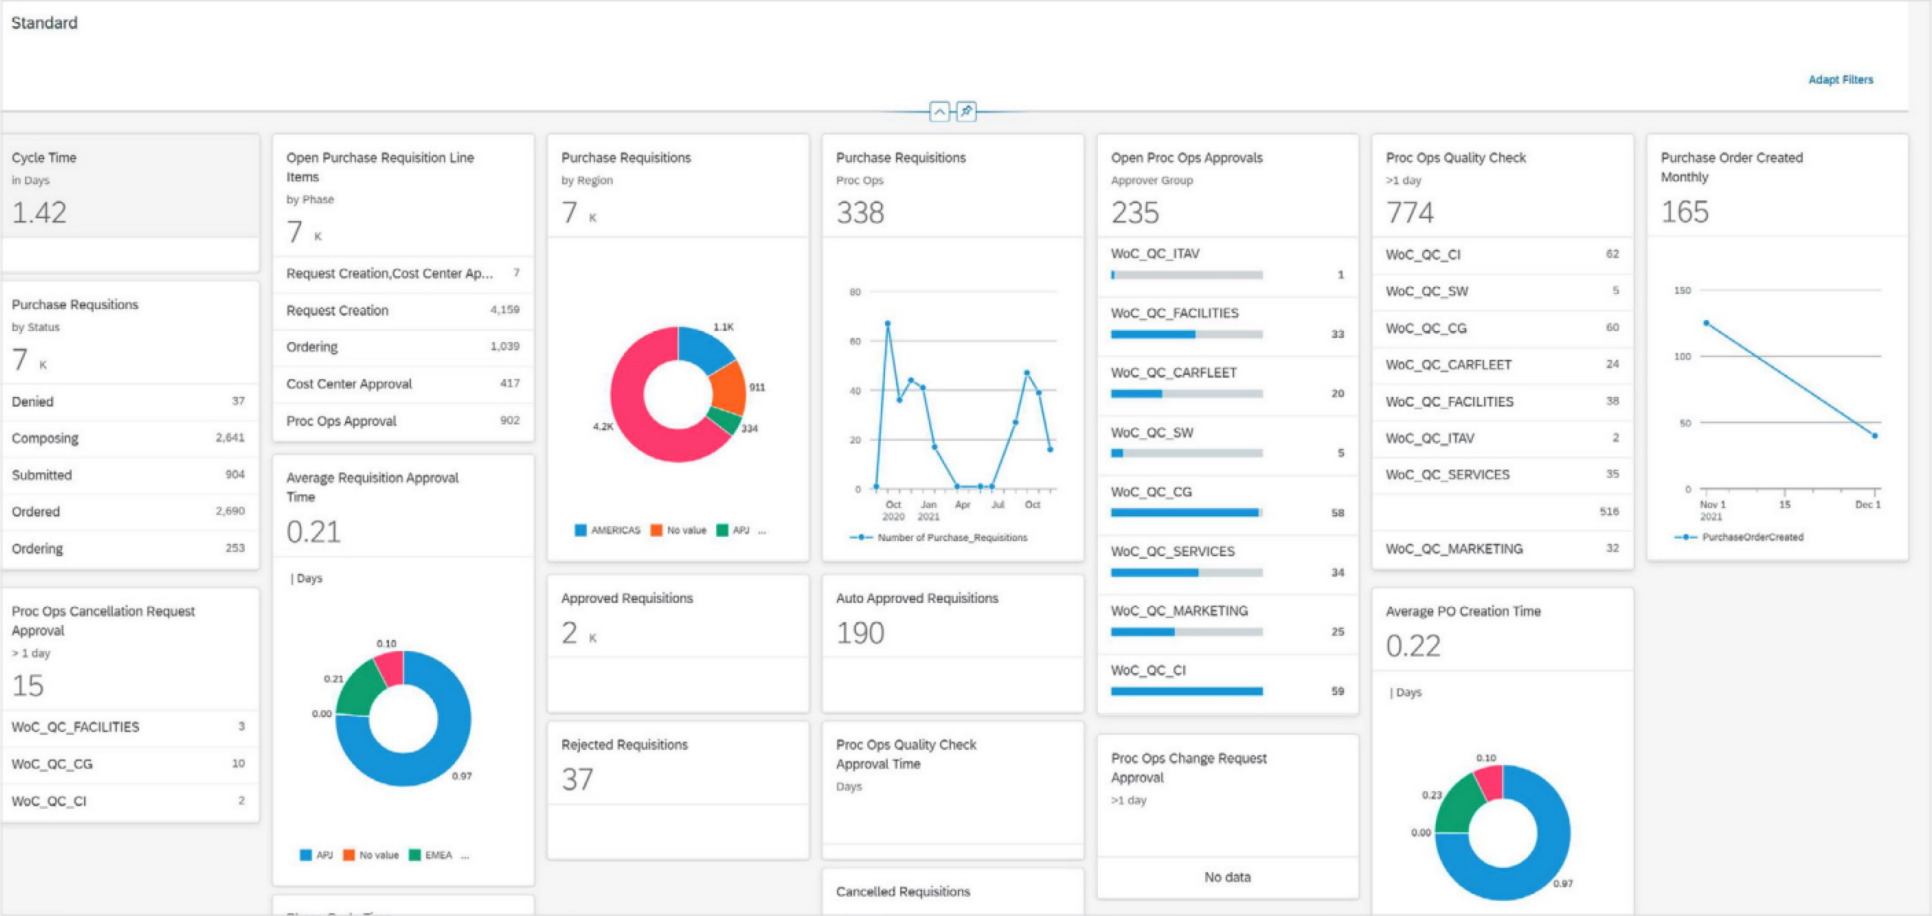 Standard
Adapt Filters
Cycle Time
in Days
1.42
Purchase Requsitions
by Status
7 K
Denied 37
Composing 2,641
Submitted 904
Ordered 2,690
Ordering 253
Proc Ops Cancellation Request
Approval
> 1 day
15
WoC_QC_FACILITIES 3
WoC_QC_CG 10
WoC_QC_CI 2
Open Purchase Requisition Line
Items
by Phase
7 K
Request Creation,Cost Center Ap... 7
Request Creation 4,159
Ordering 1,039
Cost Center Approval 417
Proc Ops Approval 902
Average Requisition Approval
Time
0.21
| Days
0.10
0.21
0.00
0.97
APJ No value EMEA ...
Purchase Requisitions
by Region
7 K
1.1K
911
334
4.2K
AMERICAS No value APJ ...
Approved Requisitions
2 K
Rejected Requisitions
37
Purchase Requisitions
Proc Ops
338
80
60
40
20
0
Oct Jan Apr Jul Oct
2020 2021
Number of Purchase_Requisitions
Auto Approved Requisitions
190
Proc Ops Quality Check
Approval Time
Days
Cancelled Requisitions
Open Proc Ops Approvals
Approver Group
235
WoC_QC_ITAV
1
WoC_QC_FACILITIES
33
WoC_QC_CARFLEET
20
WoC_QC_SW
5
WoC_QC_CG
58
WoC_QC_SERVICES
34
WoC_QC_MARKETING
25
WoC_QC_CI
59
Proc Ops Change Request
Approval
>1 day
No data
Proc Ops Quality Check
>1 day
774
WoC_QC_CI 62
WoC_QC_SW 5
WoC_QC_CG 60
WoC_QC_CARFLEET 24
WoC_QC_FACILITIES 38
WoC_QC_ITAV 2
WoC_QC_SERVICES 35
516
WoC_QC_MARKETING 32
Average PO Creation Time
0.22
| Days
0.10
0.23
0.00
0.97
Purchase Order Created
Monthly
165
150
100
50
0
Nov 1 15 Dec 1
2021
PurchaseOrderCreated